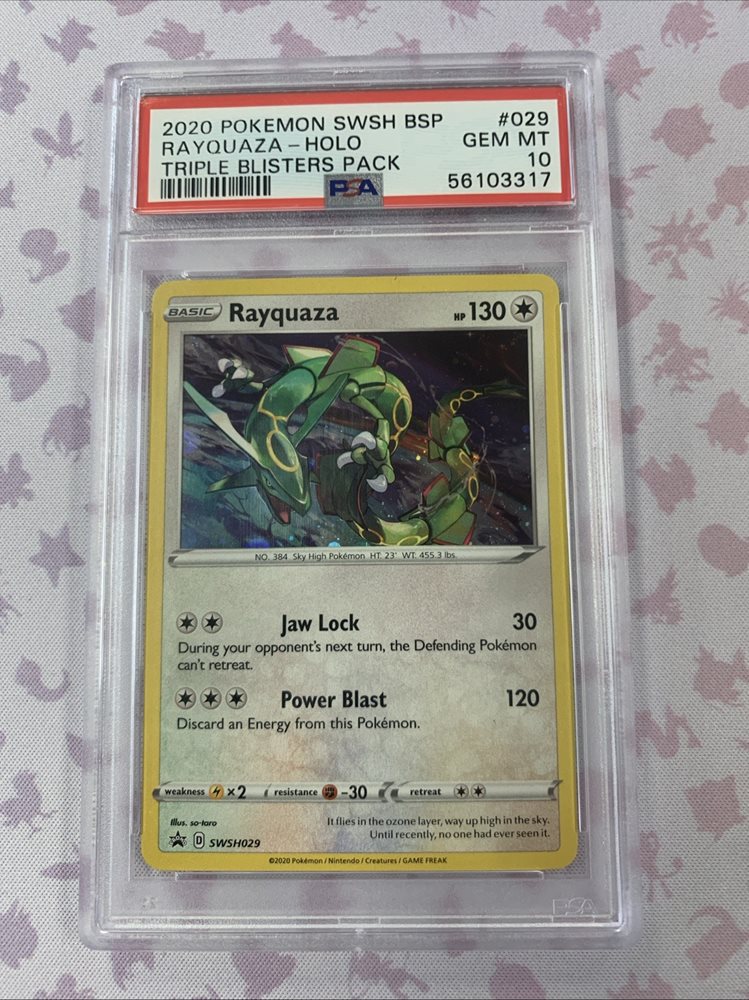 2020 POKEMON SWSH BSP #029
RAYQUAZA - HOLO GEM MT
TRIPLE BLISTERS PACK 10
PSA 56103317
BASIC Rayquaza HP 130
NO. 384 Sky High Pokémon HT: 23' WT: 455.3 lbs.
Jaw Lock 30
During your opponent's next turn, the Defending Pokémon
can't retreat.
Power Blast 120
Discard an Energy from this Pokémon.
weakness ×2 resistance -30 retreat
Illus. so-taro
It flies in the ozone layer, way up high in the sky.
Until recently, no one had ever seen it.
D SWSH029
©2020 Pokémon / Nintendo / Creatures / GAME FREAK
PSA